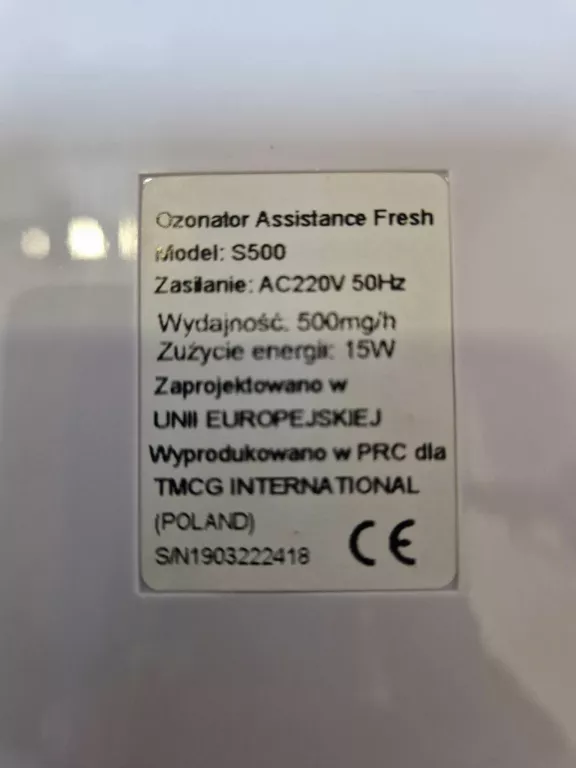 Ozonator Assistance Fresh
Model: S500
Zasilanie: AC220V 50Hz
Wydajność: 500mg/h
Zużycie energii: 15W
Zaprojektowano w
UNII EUROPEJSKIEJ
Wyprodukowano w PRC dla
TMCG INTERNATIONAL
(POLAND)
S/N1903222418
CE